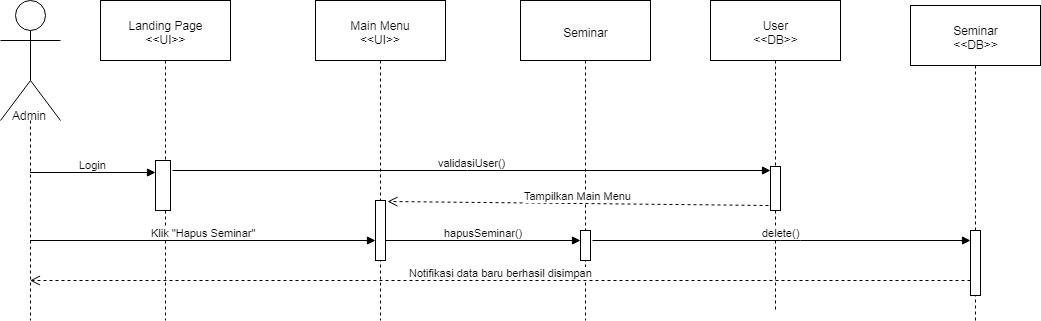 Landing Page
<<UI>>
Main Menu
<<UI>>
Seminar
User
<<DB>>
Seminar
<<DB>>
Admin
Login
validasiUser()
Tampilkan Main Menu
Klik "Hapus Seminar"
hapusSeminar()
delete()
Notifikasi data baru berhasil disimpan